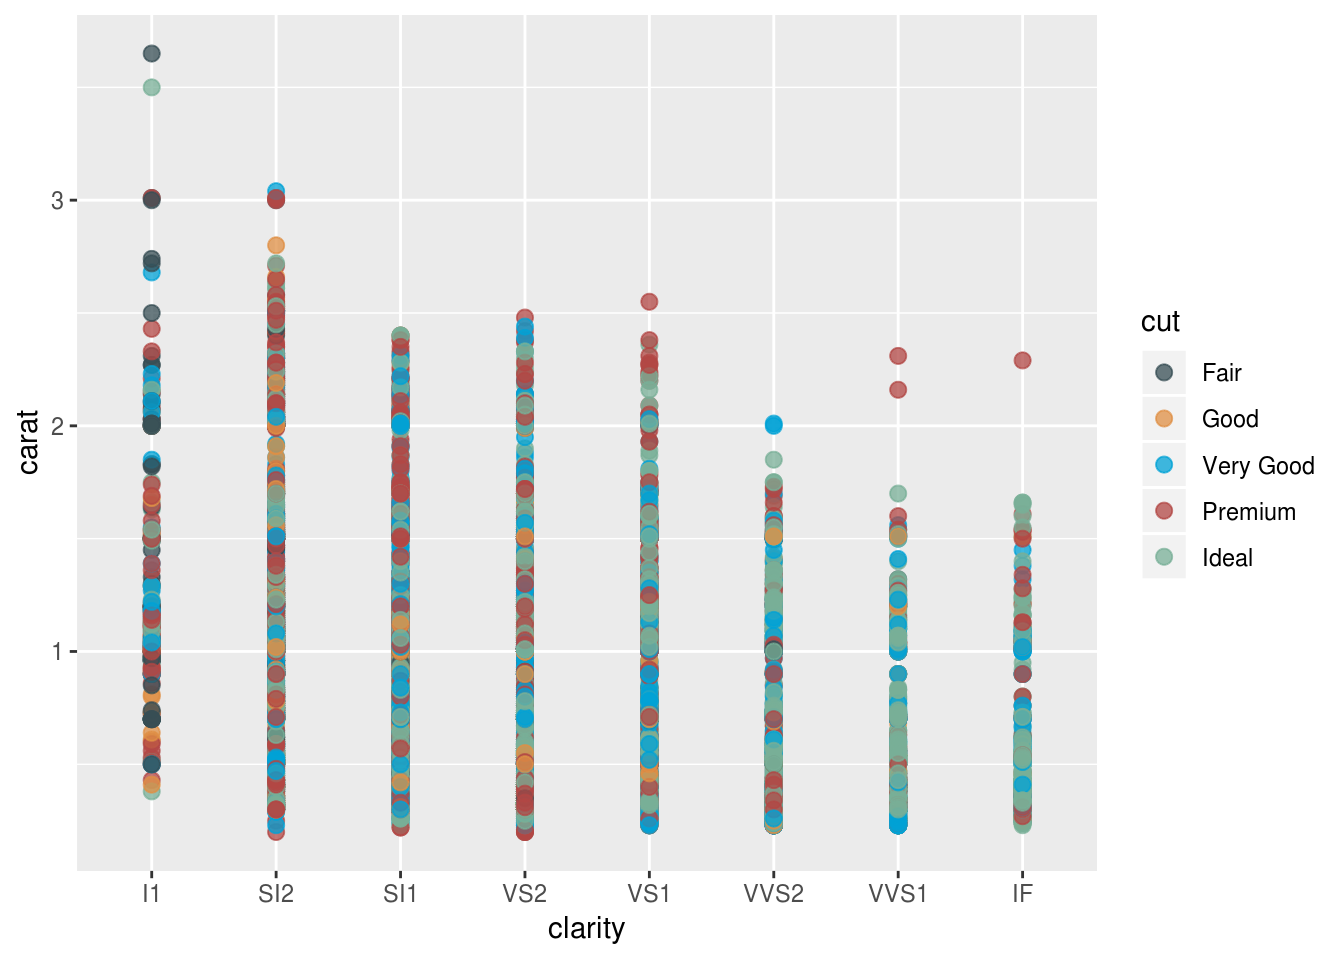 3
2
1
carat
I1 SI2 SI1 VS2 VS1 VVS2 VVS1 IF
clarity
cut
Fair
Good
Very Good
Premium
Ideal